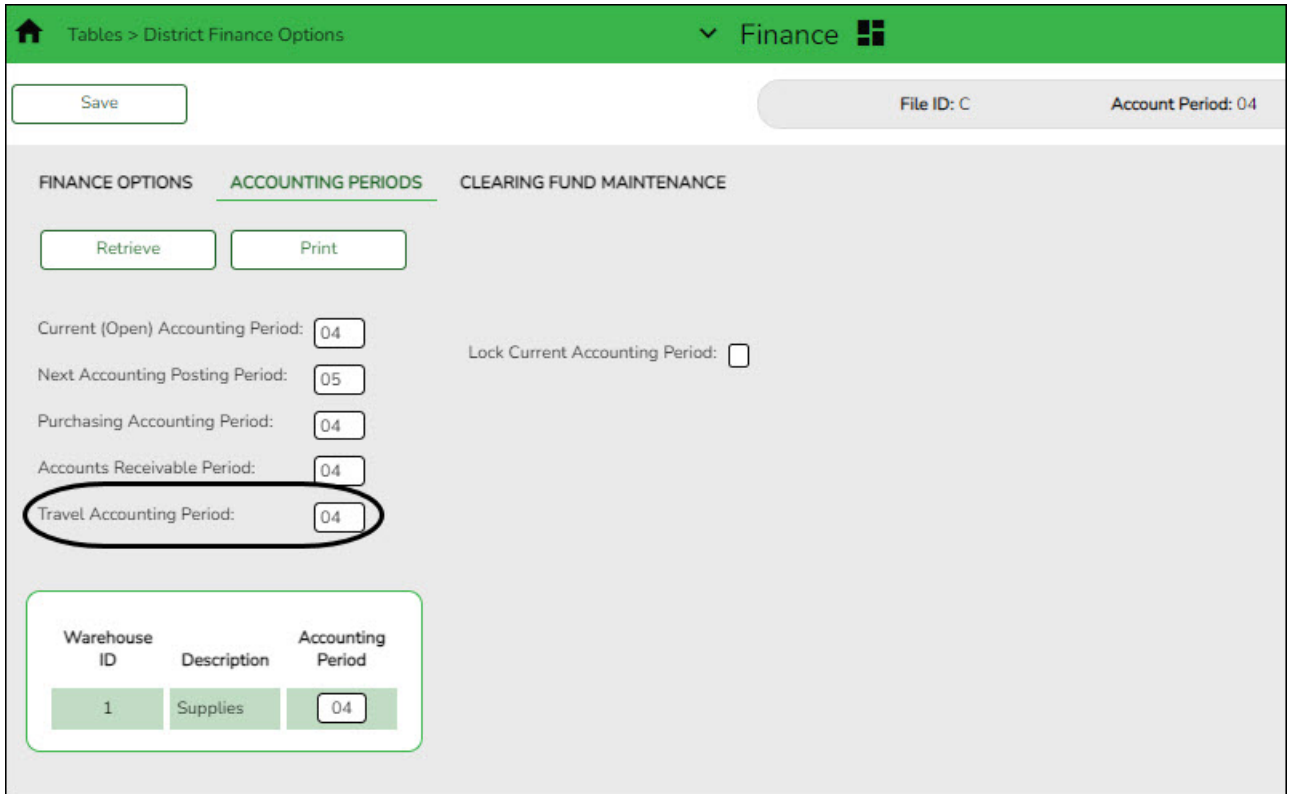 Tables > District Finance Options
Finance
Save
File ID: C
Account Period: 04
FINANCE OPTIONS
ACCOUNTING PERIODS
CLEARING FUND MAINTENANCE
Retrieve
Print
Current (Open) Accounting Period: 04
Lock Current Accounting Period:
Next Accounting Posting Period: 05
Purchasing Accounting Period: 04
Accounts Receivable Period: 04
Travel Accounting Period: 04
Warehouse ID
Description
Accounting Period
1
Supplies
04